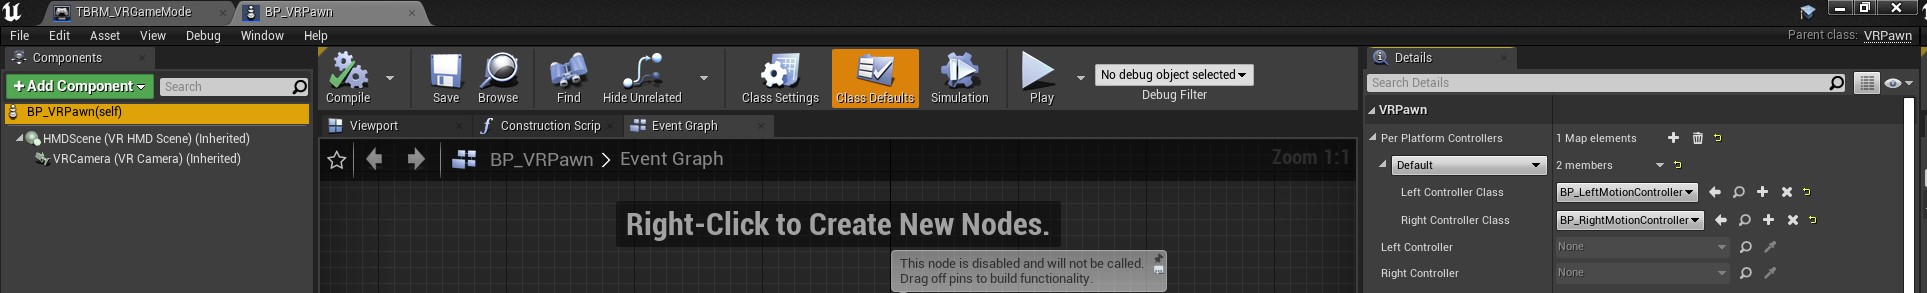 TBRM_VRGameMode
BP_VRPawn
File Edit Asset View Debug Window Help
Parent class: VRPawn
Components
+Add Component
Search
BP_VRPawn(self)
HMDScene (VR HMD Scene) (Inherited)
VRCamera (VR Camera) (Inherited)
Compile
Save
Browse
Find
Hide Unrelated
Class Settings
Class Defaults
Simulation
Play
No debug object selected
Debug Filter
Viewport
Construction Scrip
Event Graph
BP_VRPawn > Event Graph
Zoom 1:1
Right-Click to Create New Nodes.
This node is disabled and will not be called.
Drag off pins to build functionality.
Details
Search Details
VRPawn
Per Platform Controllers 1 Map elements
Default 2 members
Left Controller Class BP_LeftMotionController
Right Controller Class BP_RightMotionController
Left Controller None
Right Controller None